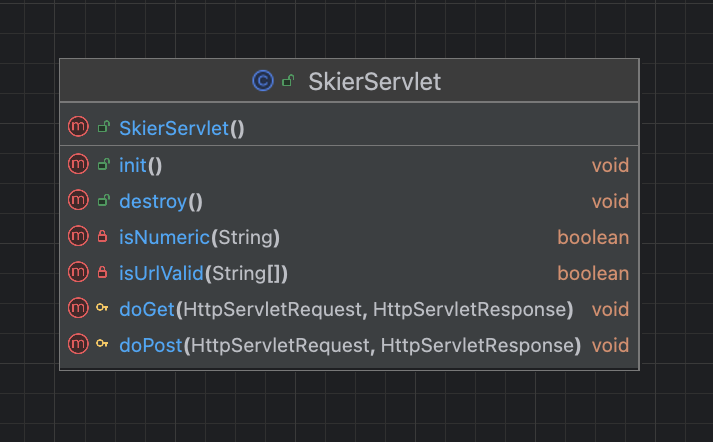 C SkierServlet
m SkierServlet()
m init() void
m destroy() void
m isNumeric(String) boolean
m isUrlValid(String[]) boolean
m doGet(HttpServletRequest, HttpServletResponse) void
m doPost(HttpServletRequest, HttpServletResponse) void